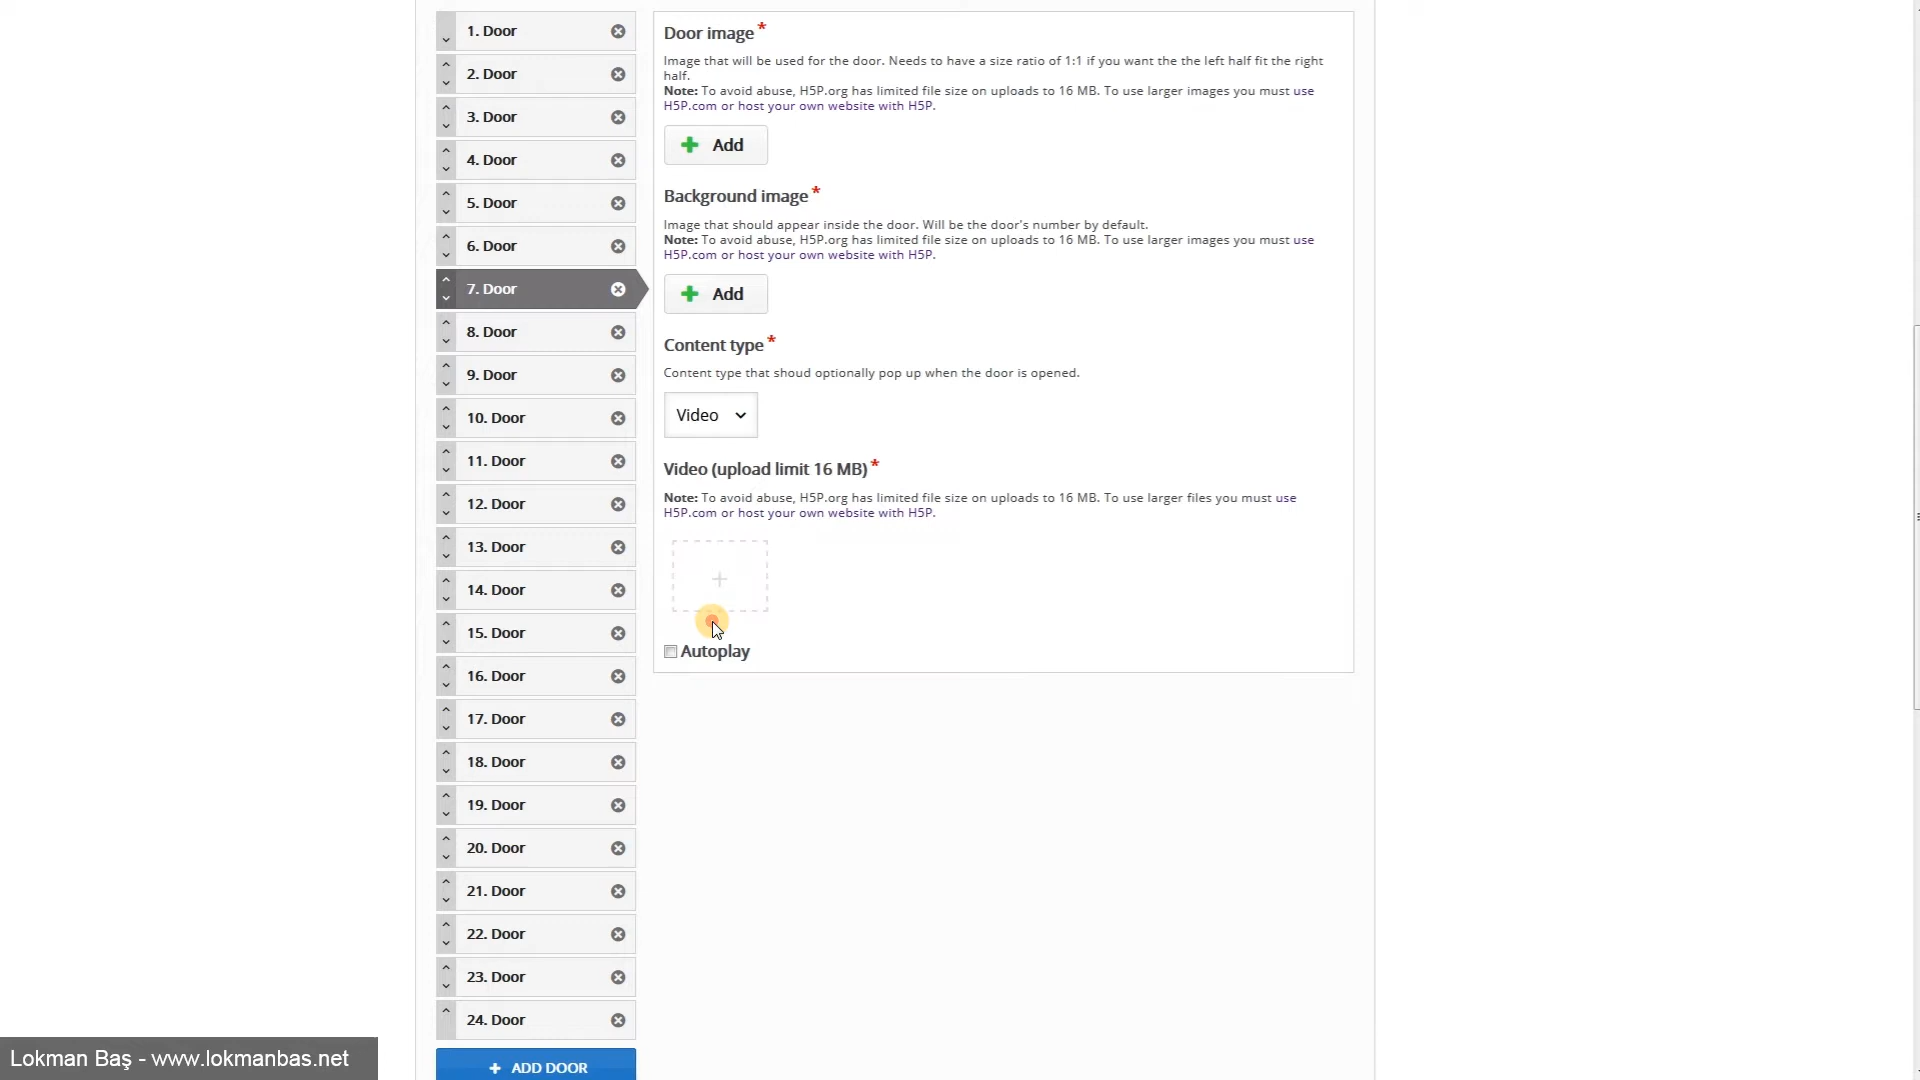 1. Door
2. Door
3. Door
4. Door
5. Door
6. Door
7. Door
8. Door
9. Door
10. Door
11. Door
12. Door
13. Door
14. Door
15. Door
16. Door
17. Door
18. Door
19. Door
20. Door
21. Door
22. Door
23. Door
24. Door
+ ADD DOOR
Door image *
Image that will be used for the door. Needs to have a size ratio of 1:1 if you want the the left half fit the right
half.
Note: To avoid abuse, H5P.org has limited file size on uploads to 16 MB. To use larger images you must use
H5P.com or host your own website with H5P.
Add
Background image *
Image that should appear inside the door. Will be the door's number by default.
Note: To avoid abuse, H5P.org has limited file size on uploads to 16 MB. To use larger images you must use
H5P.com or host your own website with H5P.
Add
Content type *
Content type that shoud optionally pop up when the door is opened.
Video
Video (upload limit 16 MB) *
Note: To avoid abuse, H5P.org has limited file size on uploads to 16 MB. To use larger files you must use
H5P.com or host your own website with H5P.
Autoplay
Lokman Baş - www.lokmanbas.net